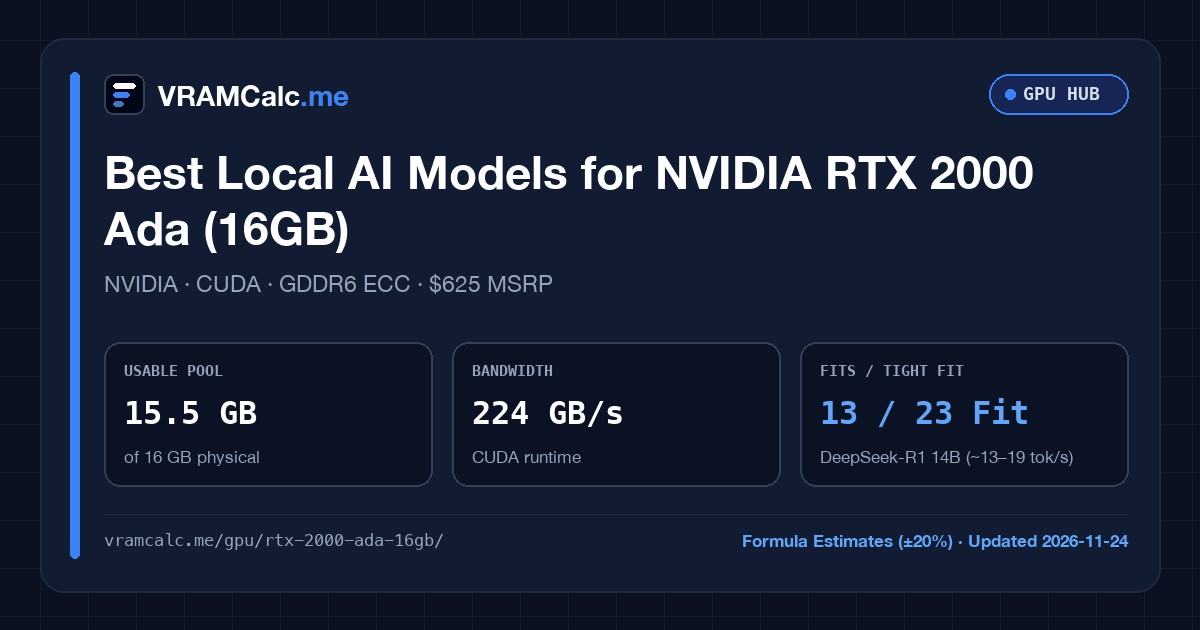 VRAMCalc.me
GPU HUB
Best Local AI Models for NVIDIA RTX 2000
Ada (16GB)
NVIDIA · CUDA · GDDR6 ECC · $625 MSRP
USABLE POOL
15.5 GB
of 16 GB physical
BANDWIDTH
224 GB/s
CUDA runtime
FITS / TIGHT FIT
13 / 23 Fit
DeepSeek-R1 14B (~13–19 tok/s)
vramcalc.me/gpu/rtx-2000-ada-16gb/
Formula Estimates (±20%) · Updated 2026-11-24